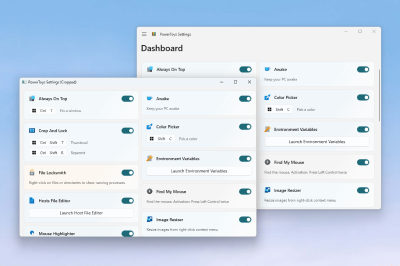 PowerToys Settings
Dashboard
Always On Top
Awake
Keep your PC awake
Color Picker
Shift C Pick a color
Environment Variables
Launch Environment Variables
Find My Mouse
Find the mouse. Activation: Press Left Control twice
Image Resizer
Resize images from right-click context menu
PowerToys Settings (Cropped)
Always On Top
Ctrl T Pin a window
Crop And Lock
Ctrl Shift T Thumbnail
Ctrl Shift R Reparent
File Locksmith
Right-click on files or directories to show running processes
Hosts File Editor
Launch Host File Editor
Mouse Highlighter
Awake
Keep your PC awake
Color Picker
Shift C Pick a color
Environment Variables
Launch Environment Variables
Find My Mouse
Find the mouse. Activation: Press Left Control twice
Image Resizer
Resize images from right-click context menu